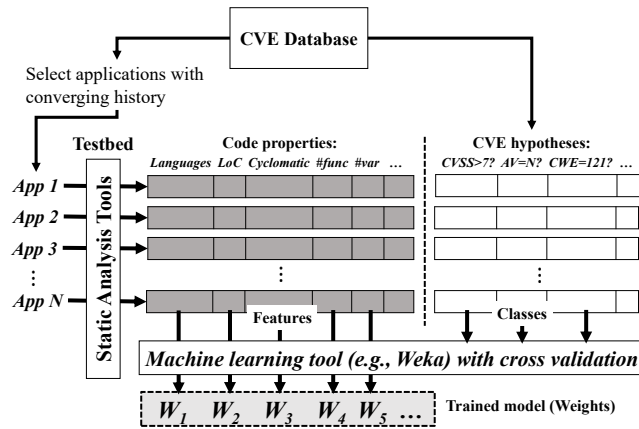 CVE Database
Select applications with
converging history
Testbed
Code properties:
CVE hypotheses:
Languages LoC Cyclomatic #func #var ...
CVSS>7? AV=N? CWE=121? ...
App 1
App 2
App 3
⋮
App N
Static Analysis Tools
⋮
⋮
Features
Classes
Machine learning tool (e.g., Weka) with cross validation
W1 W2 W3 W4 W5 ...
Trained model (Weights)